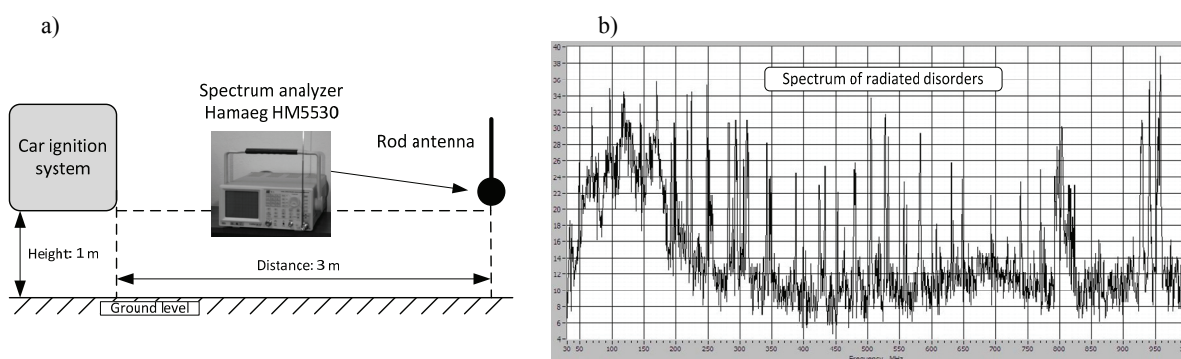 a)
Car ignition
system
Spectrum analyzer
Hamaeg HM5530
Rod antenna
Height: 1 m
Distance: 3 m
Ground level
b)
Spectrum of radiated disorders
40
38
36
34
32
30
28
26
24
22
20
18
16
14
12
10
8
6
4
30 50 100 150 200 250 300 350 400 450 500 550 600 650 700 750 800 850 900 950
Frequency, MHz